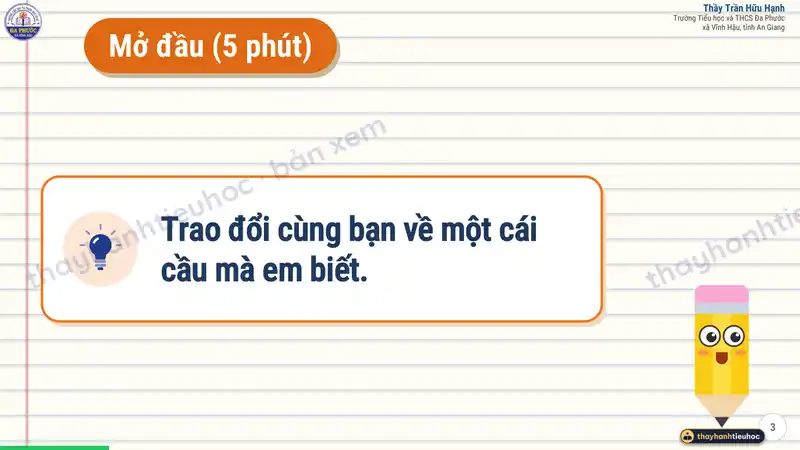 ĐA PHƯỚC
Thầy Trần Hữu Hạnh
Trường Tiểu học và THCS Đa Phước
xã Vĩnh Hậu, tỉnh An Giang
Mở đầu (5 phút)
Trao đổi cùng bạn về một cái
cầu mà em biết.
thayhanhtieuhoc · bản xem
thayhanhtie
thayhanhtieuhoc
3